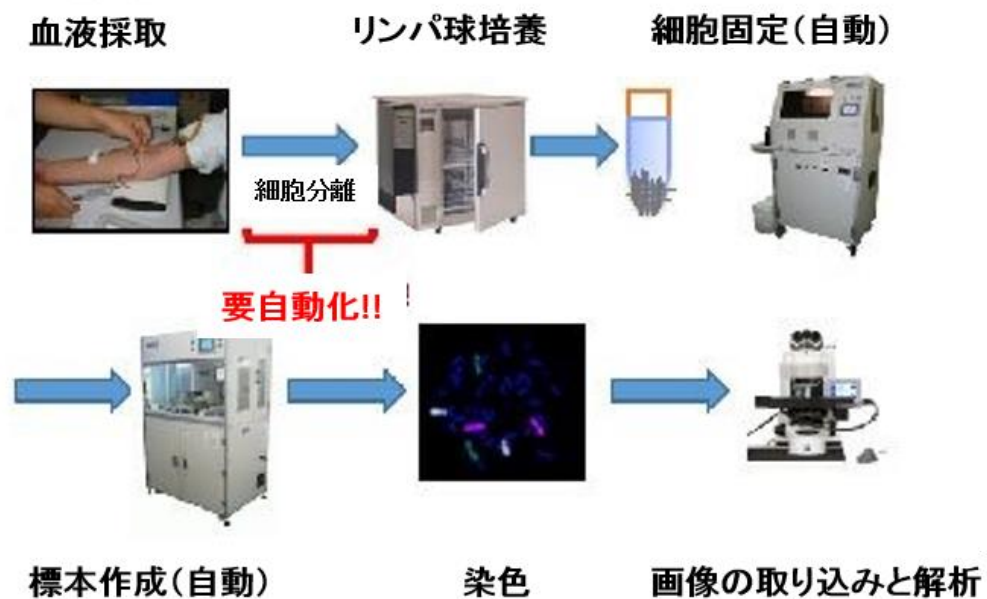 血液採取
リンパ球培養
細胞固定(自動)
細胞分離
要自動化!!
!
標本作成(自動)
染色
画像の取り込みと解析